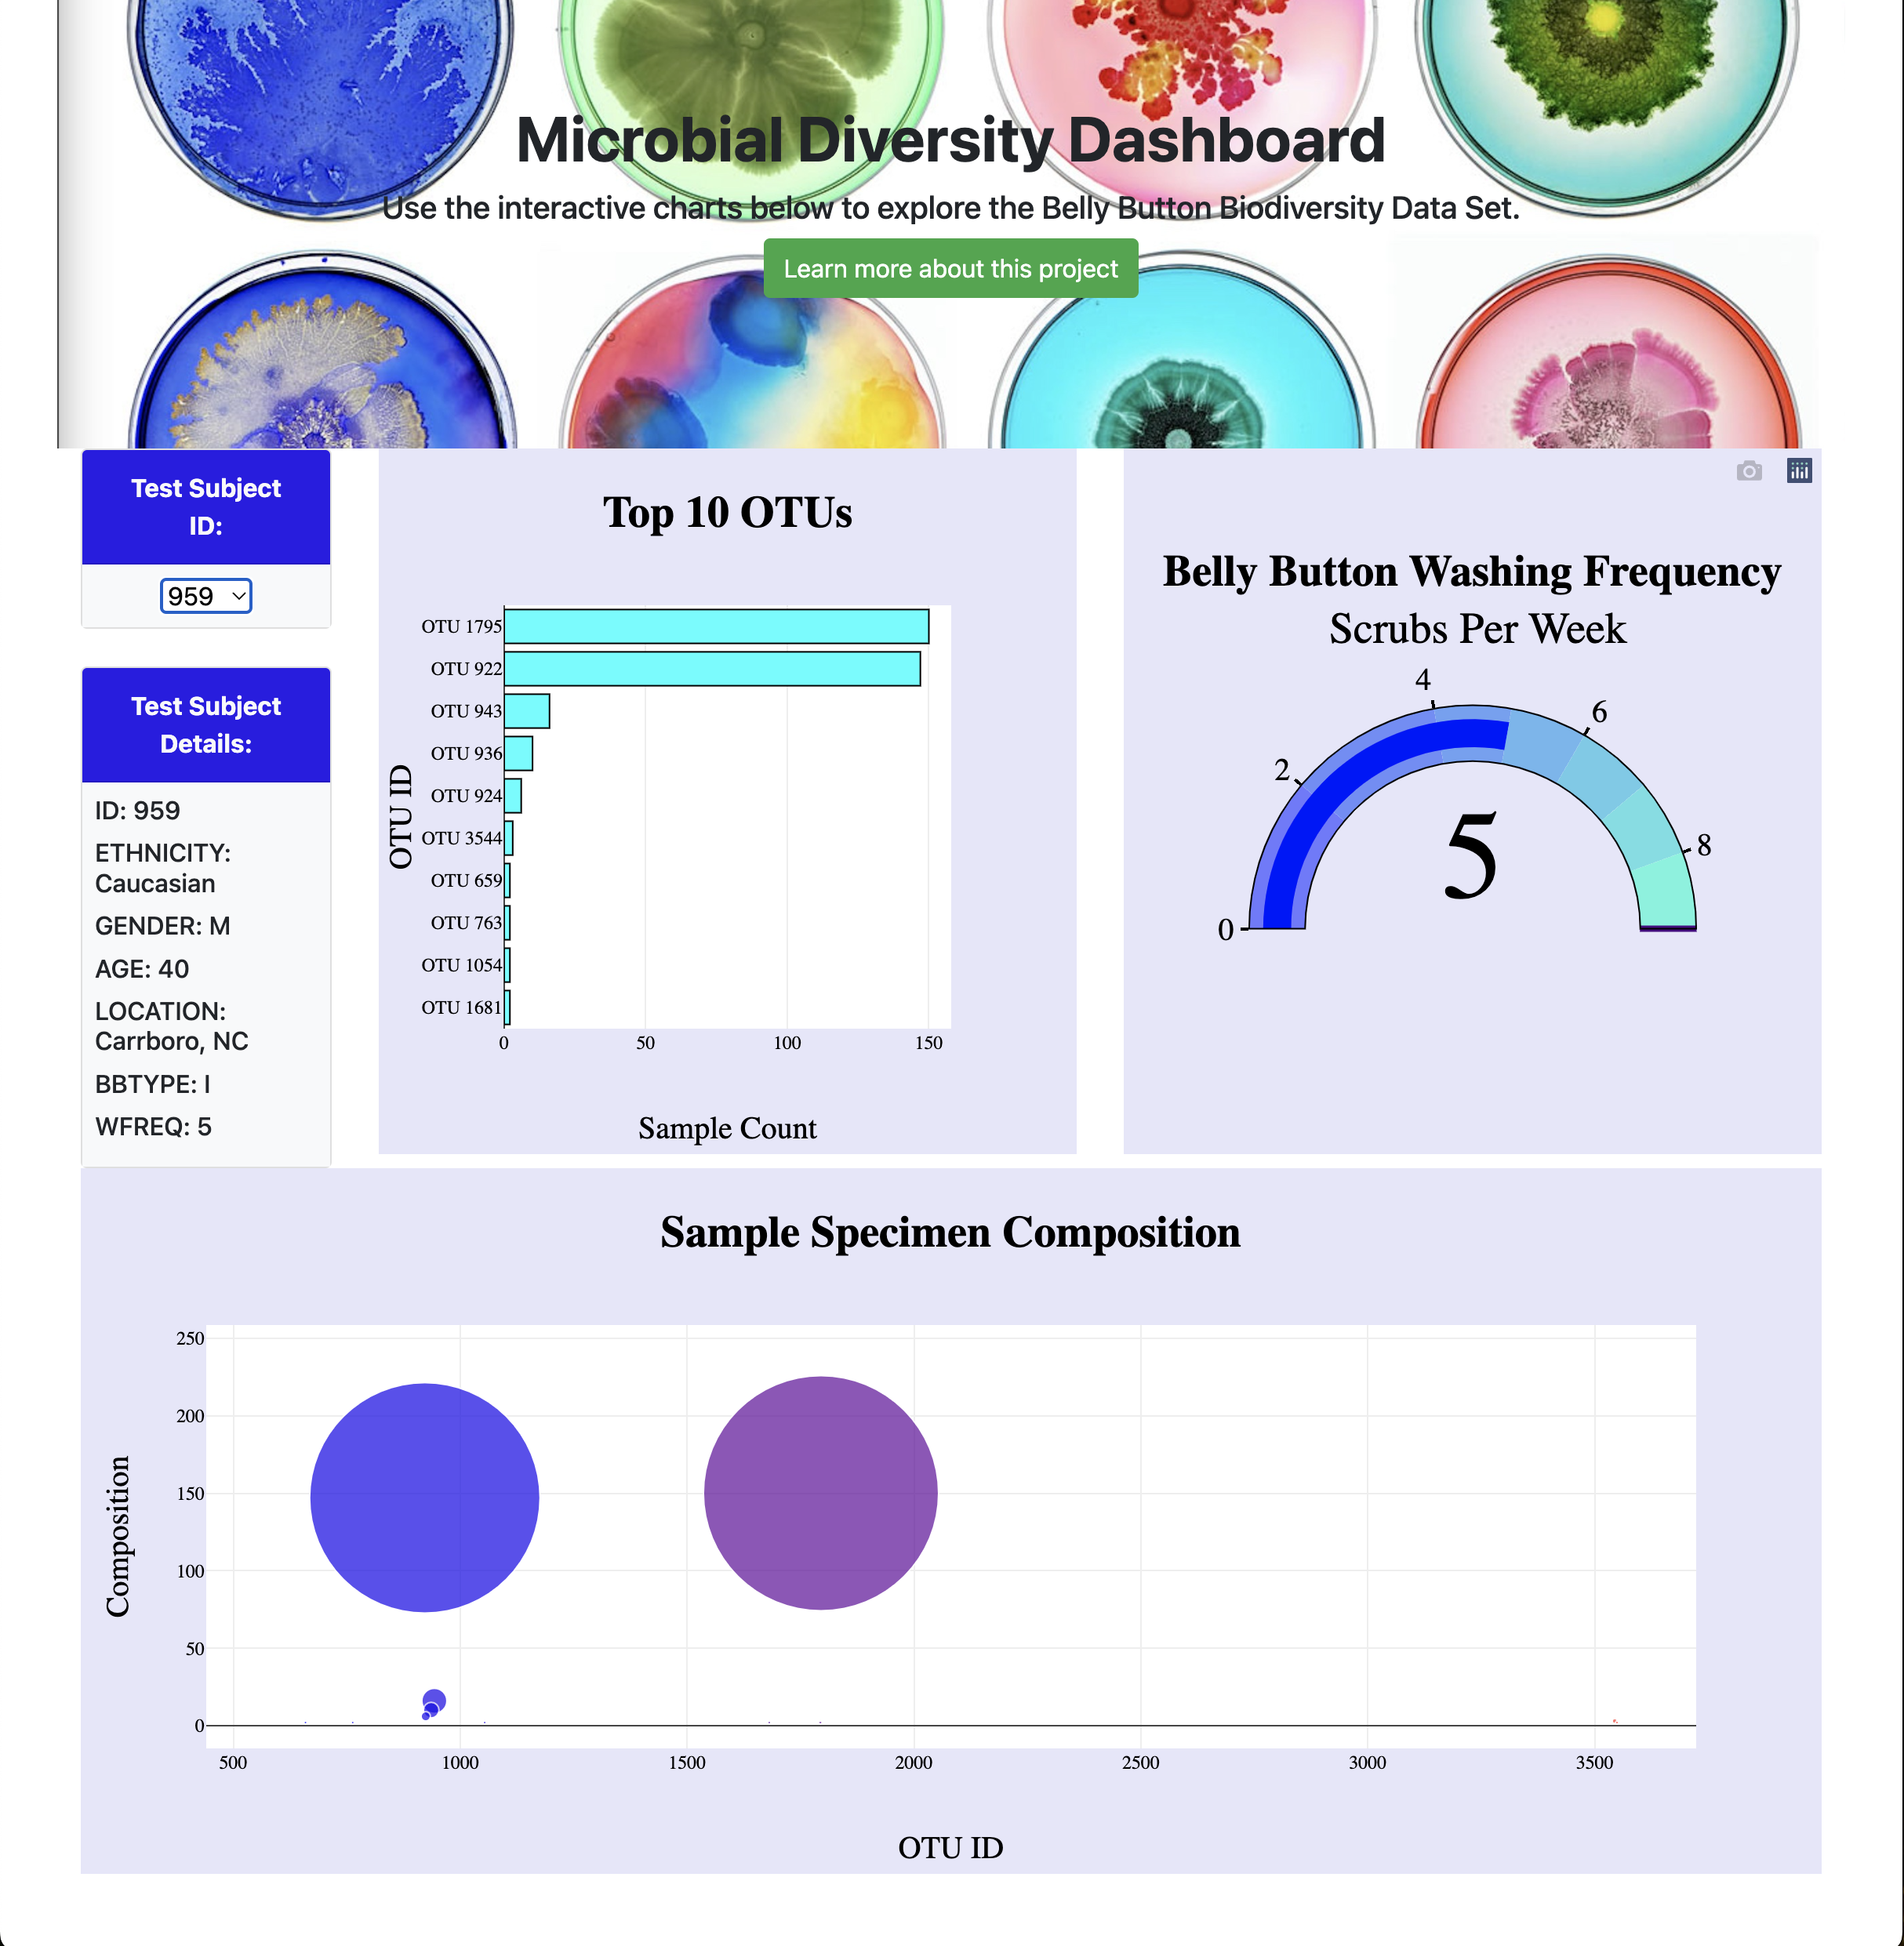 Microbial Diversity Dashboard
Use the interactive charts below to explore the Belly Button Biodiversity Data Set.
Learn more about this project
Test Subject
ID:
959
Test Subject
Details:
ID: 959
ETHNICITY:
Caucasian
GENDER: M
AGE: 40
LOCATION:
Carrboro, NC
BBTYPE: I
WFREQ: 5
Top 10 OTUs
OTU ID
OTU 1795
OTU 922
OTU 943
OTU 936
OTU 924
OTU 3544
OTU 659
OTU 763
OTU 1054
OTU 1681
0 50 100 150
Sample Count
Belly Button Washing Frequency
Scrubs Per Week
0 2 4 6 8
5
Sample Specimen Composition
Composition
250
200
150
100
50
0
500 1000 1500 2000 2500 3000 3500
OTU ID